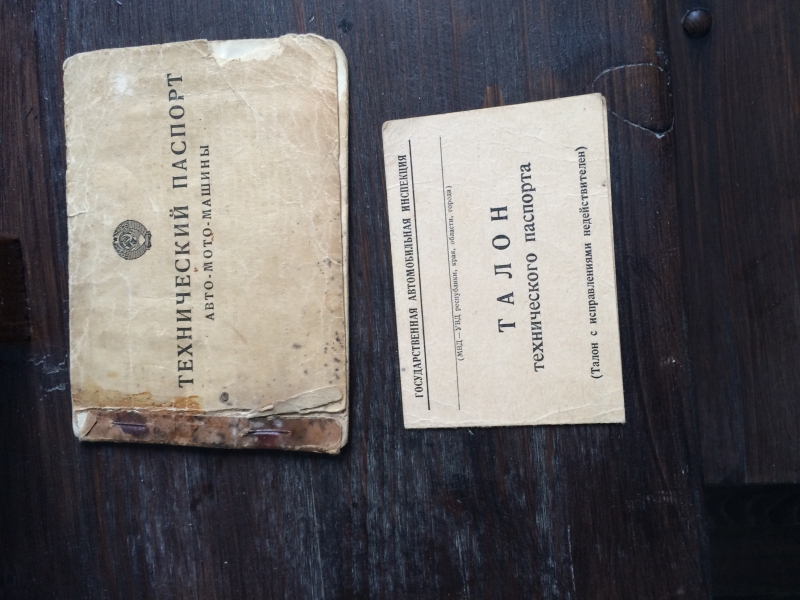 ТЕХНИЧЕСКИЙ ПАСПОРТ
АВТО-МОТО-МАШИНЫ
ГОСУДАРСТВЕННАЯ АВТОМОБИЛЬНАЯ ИНСПЕКЦИЯ
(МВД — УВД республики, края, области, города)
ТАЛОН
технического паспорта
(Талон с исправлениями недействителен)